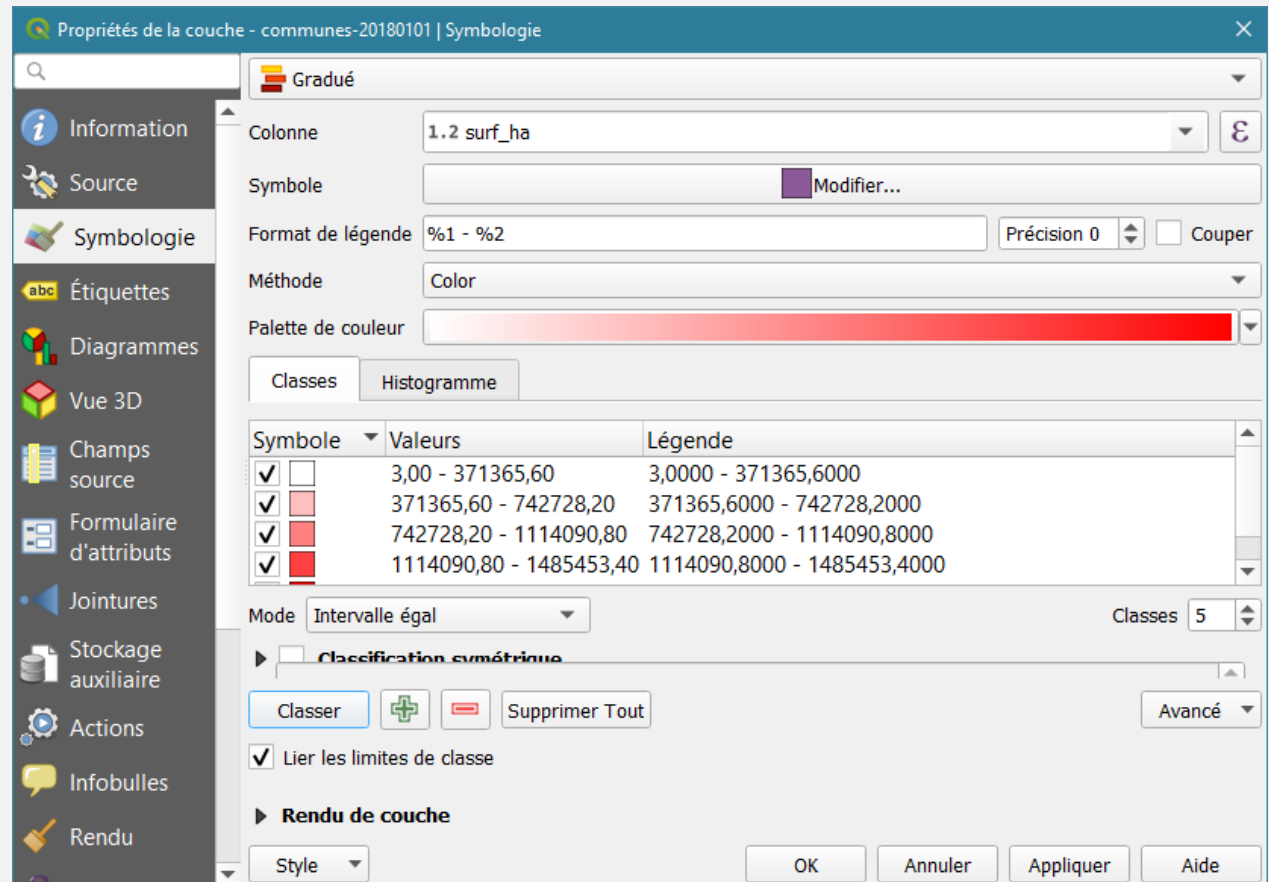 Propriétés de la couche - communes-20180101 | Symbologie
Gradué
Information
Colonne
1.2 surf_ha
ε
Source
Symbole
Modifier...
Symbologie
Format de légende
%1 - %2
Précision 0
Couper
Étiquettes
abc
Méthode
Color
Diagrammes
Palette de couleur
Vue 3D
Classes
Histogramme
Champs
source
Symbole Valeurs Légende
3,00 - 371365,60 3,0000 - 371365,6000
371365,60 - 742728,20 371365,6000 - 742728,2000
742728,20 - 1114090,80 742728,2000 - 1114090,8000
1114090,80 - 1485453,40 1114090,8000 - 1485453,4000
Formulaire
d'attributs
Jointures
Mode Intervalle égal
Classes 5
Stockage
auxiliaire
Classification symétrique
Classer
Supprimer Tout
Avancé
Actions
Lier les limites de classe
Infobulles
Rendu de couche
Rendu
Style
OK
Annuler
Appliquer
Aide